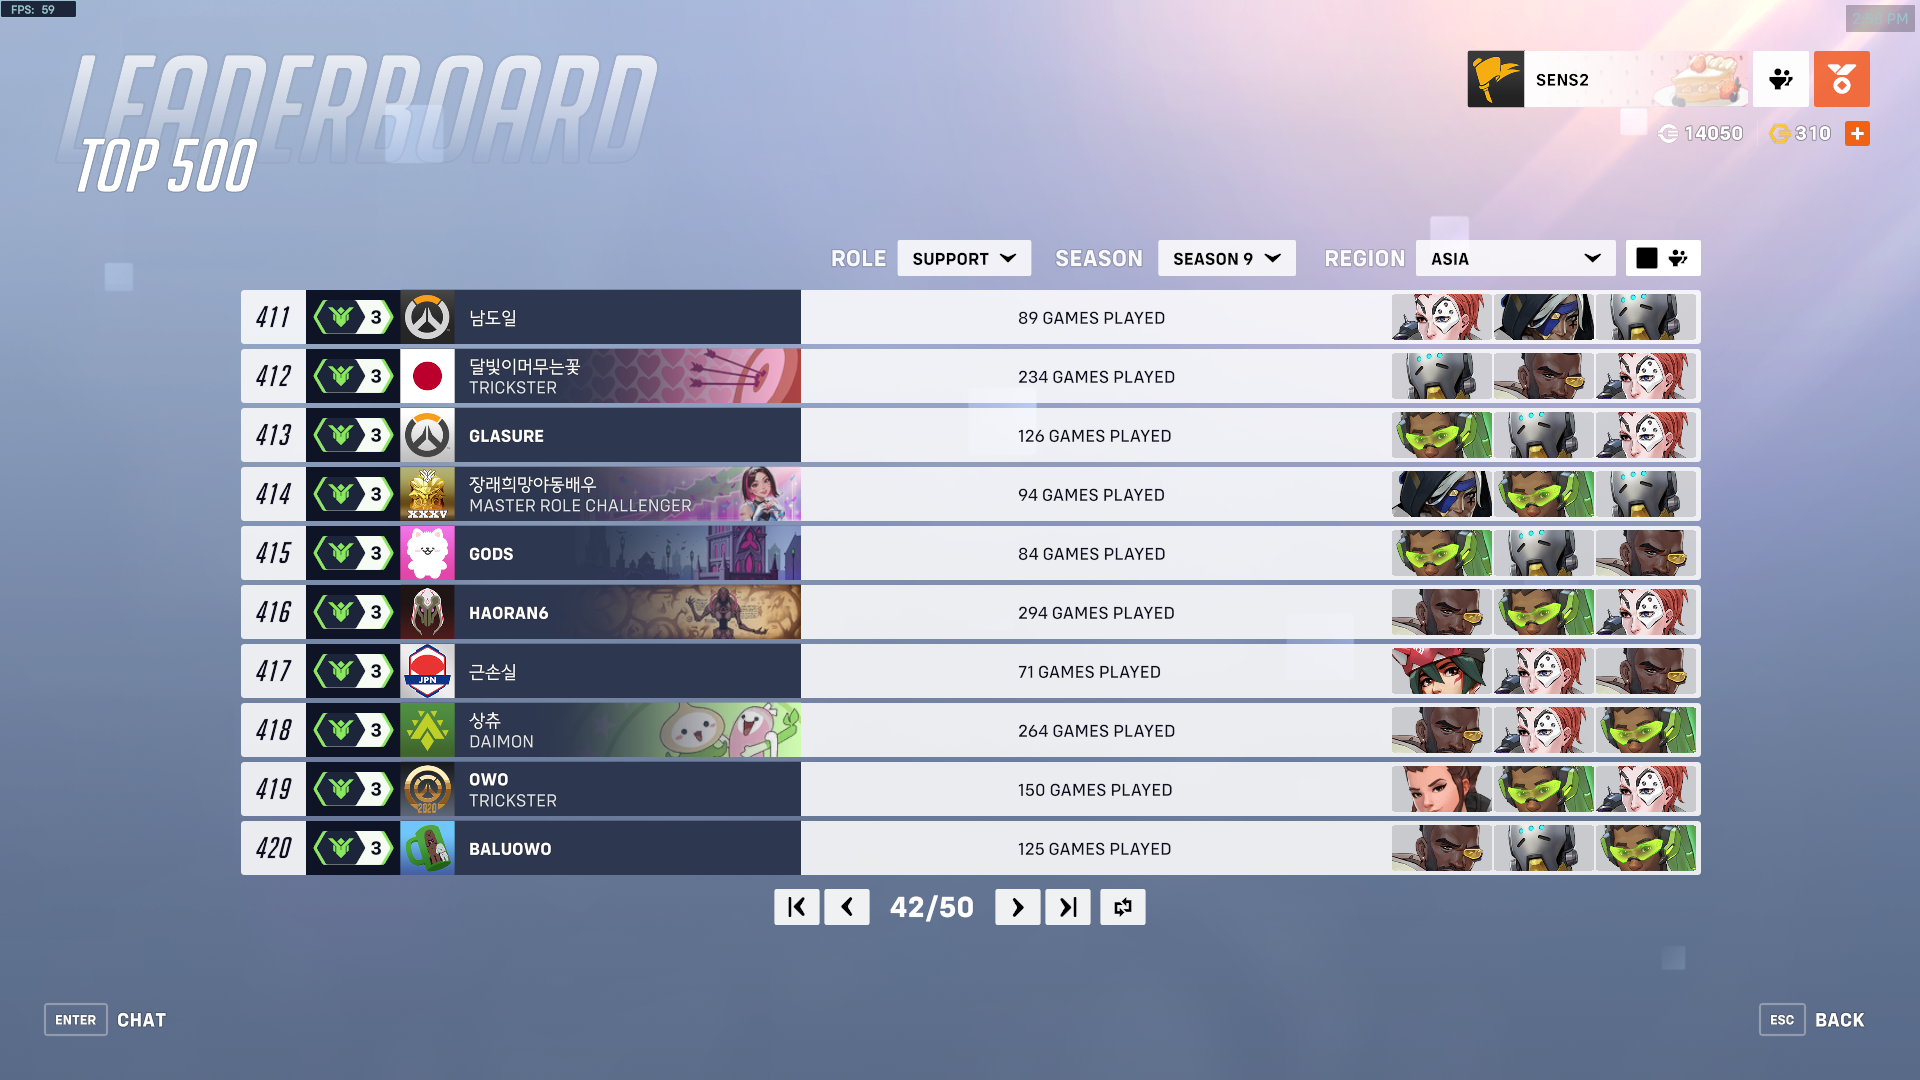 FPS: 59
LEADERBOARD
TOP 500
SENS2
14050
310
ROLE SUPPORT SEASON SEASON 9 REGION ASIA
411 3 남도일 89 GAMES PLAYED
412 3 달빛이머무는꽃 234 GAMES PLAYED
TRICKSTER
413 3 GLASURE 126 GAMES PLAYED
414 3 XXXV 장래희망야동배우 94 GAMES PLAYED
MASTER ROLE CHALLENGER
415 3 GODS 84 GAMES PLAYED
416 3 HAORAN6 294 GAMES PLAYED
417 3 JPN 근손실 71 GAMES PLAYED
418 3 상츄 264 GAMES PLAYED
DAIMON
419 3 2020 OWO 150 GAMES PLAYED
TRICKSTER
420 3 BALUOWO 125 GAMES PLAYED
42/50
ENTER CHAT
ESC BACK